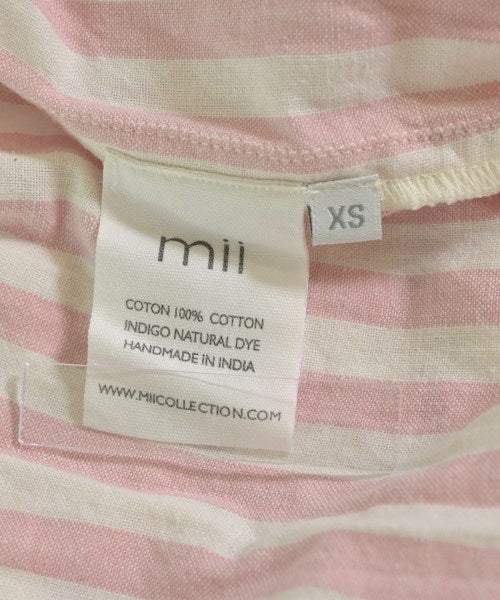 mii
XS
COTON 100% COTTON
INDIGO NATURAL DYE
HANDMADE IN INDIA
WWW.MIICOLLECTION.COM